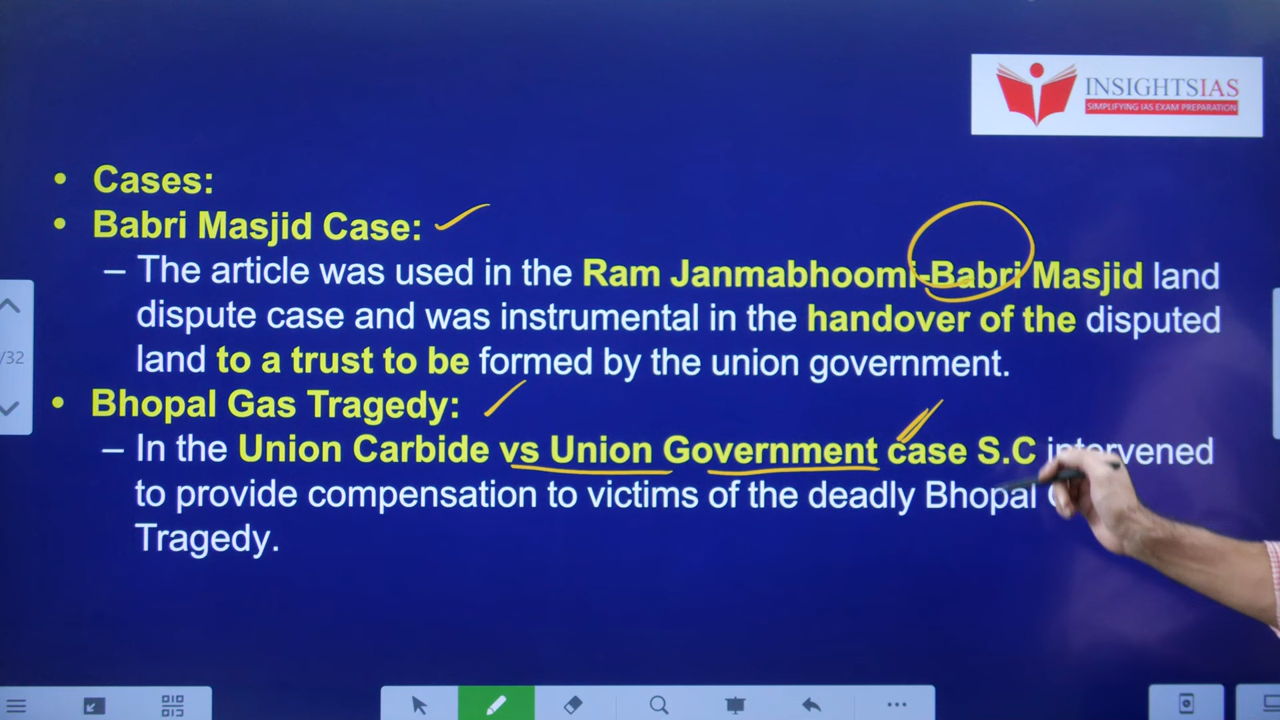 INSIGHTSIAS
SIMPLIFYING IAS EXAM PREPARATION
• Cases:
• Babri Masjid Case:
– The article was used in the Ram Janmabhoomi-Babri Masjid land
dispute case and was instrumental in the handover of the disputed
land to a trust to be formed by the union government.
• Bhopal Gas Tragedy:
– In the Union Carbide vs Union Government case S.C intervened
to provide compensation to victims of the deadly Bhopal
Tragedy.
/32